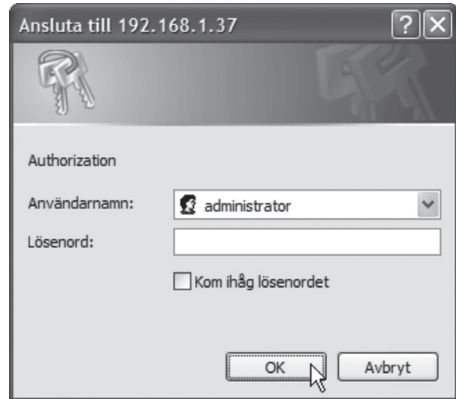 Ansluta till 192.168.1.37
Authorization
Användarnamn: administrator
Lösenord:
Kom ihåg lösenordet
OK Avbryt